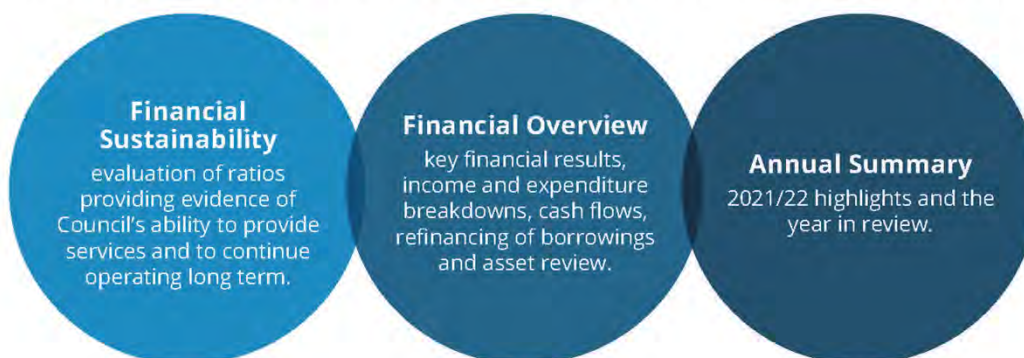 Financial
Sustainability
evaluation of ratios
providing evidence of
Council's ability to provide
services and to continue
operating long term.
Financial Overview
key financial results,
income and expenditure
breakdowns, cash flows,
refinancing of borrowings
and asset review.
Annual Summary
2021/22 highlights and the
year in review.